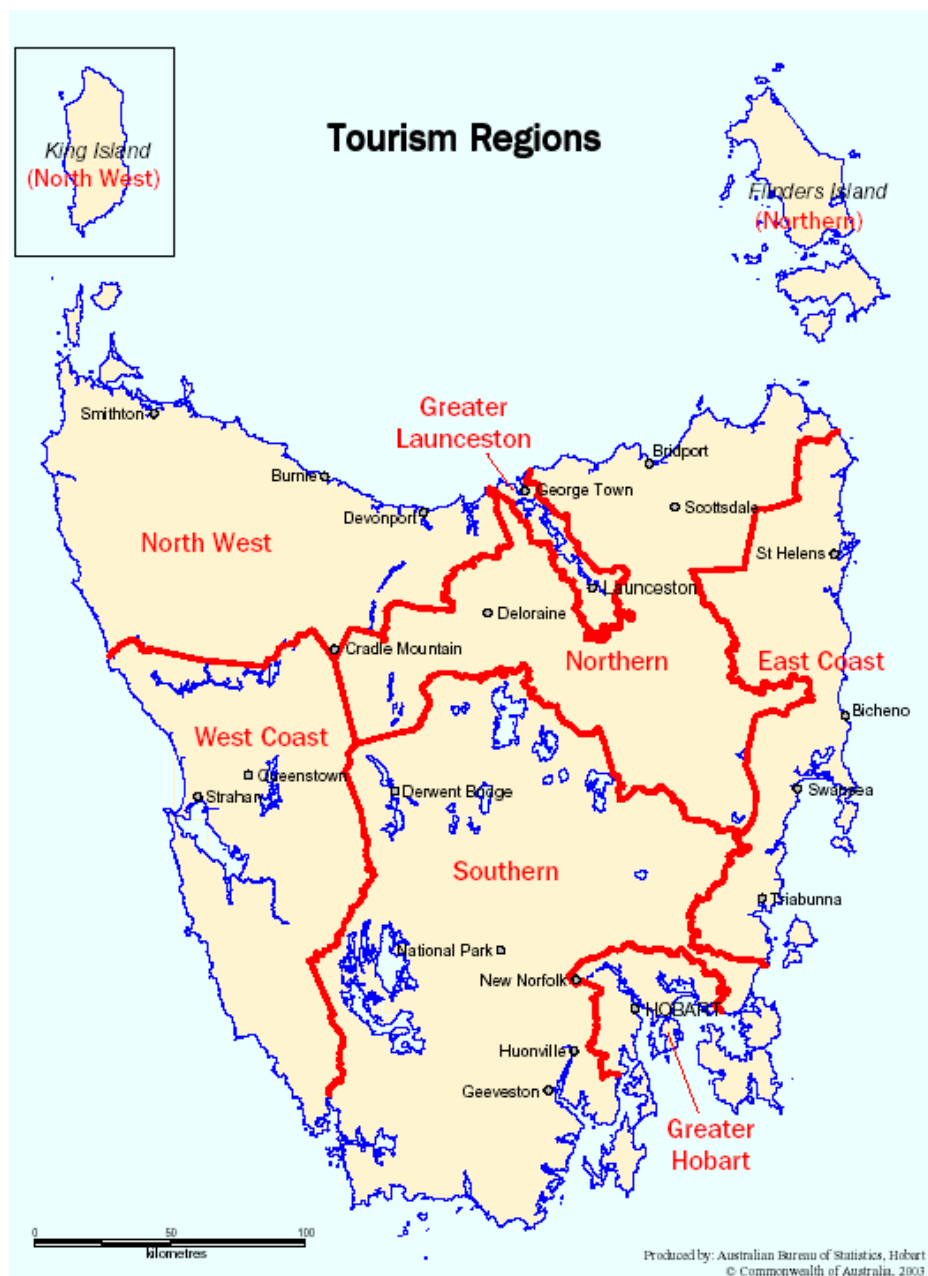 Tourism Regions
King Island
(North West)
Flinders Island
(Northern)
Greater
Launceston
Smithton
Bridport
Burnie
George Town
Scottsdale
Devonport
North West
St Helens
Launceston
Deloraine
Cradle Mountain
Northern
East Coast
Bicheno
West Coast
Queenstown
Strahan
Derwent Bridge
Swansea
Southern
Triabunna
National Park
New Norfolk
HOBART
Huonville
Geeveston
Greater
Hobart
0 50 100
kilometres
Produced by: Australian Bureau of Statistics, Hobart
© Commonwealth of Australia, 2003